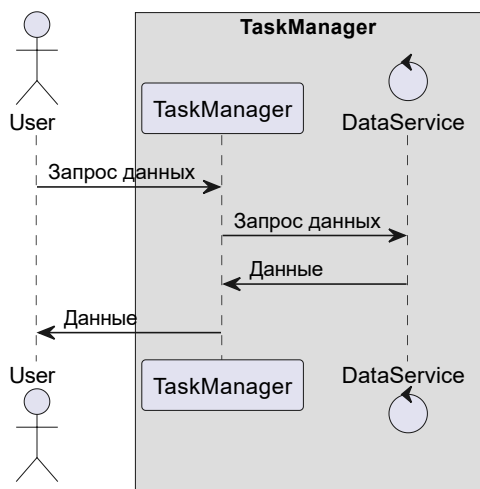 TaskManager
User
TaskManager
DataService
Запрос данных
Запрос данных
Данные
Данные
User
TaskManager
DataService